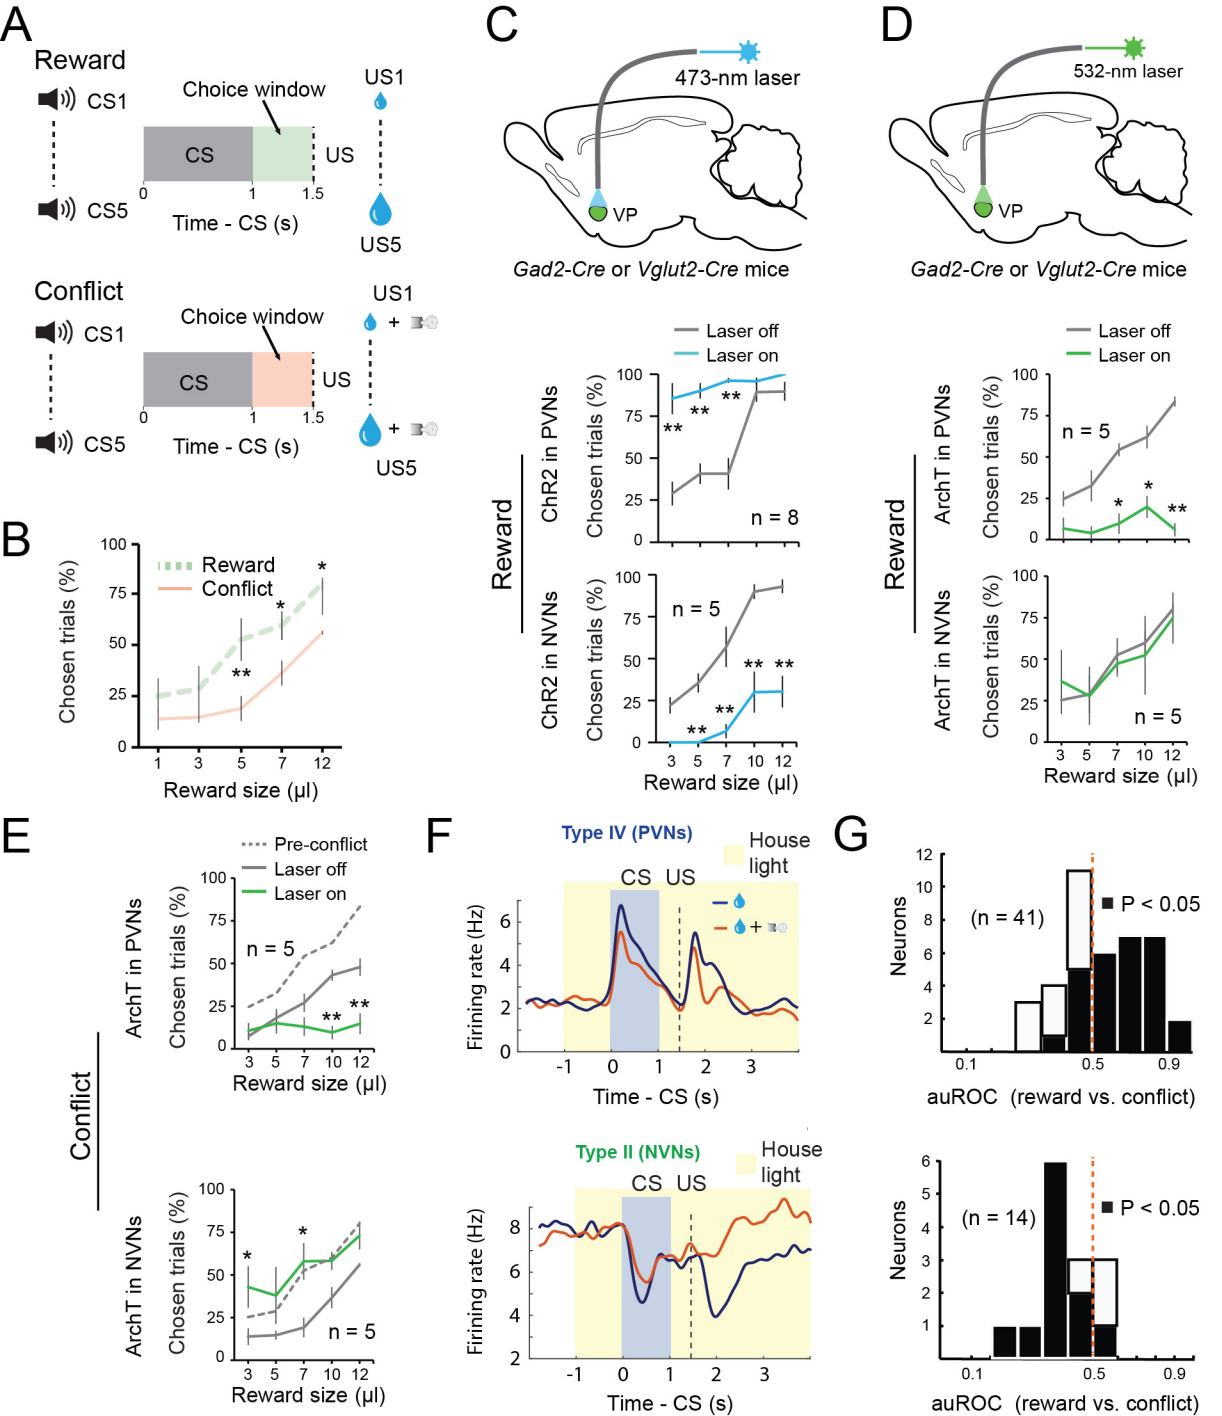 A
Reward
CS1
CS5
Choice window
CS
US
0
1
1.5
Time - CS (s)
US1
US5
Conflict
CS1
CS5
Choice window
CS
US
0
1
1.5
Time - CS (s)
US1
+
+
US5
B
Chosen trials (%)
100
75
50
25
0
Reward
Conflict
*
*
**
1
3
5
7
12
Reward size (µl)
C
473-nm laser
VP
Gad2-Cre or Vglut2-Cre mice
Laser off
Laser on
Reward
ChR2 in PVNs
Chosen trials (%)
100
75
50
25
0
**
**
**
n = 8
ChR2 in NVNs
Chosen trials (%)
100
75
50
25
0
n = 5
**
**
**
**
3
5
7
10
12
Reward size (µl)
D
532-nm laser
VP
Gad2-Cre or Vglut2-Cre mice
Laser off
Laser on
Reward
ArchT in PVNs
Chosen trials (%)
100
75
50
25
0
n = 5
*
*
**
ArchT in NVNs
Chosen trials (%)
100
75
50
25
0
n = 5
3
5
7
10
12
Reward size (µl)
E
Pre-conflict
Laser off
Laser on
Conflict
ArchT in PVNs
Chosen trials (%)
100
75
50
25
0
n = 5
**
**
3
5
7
10
12
Reward size (µl)
ArchT in NVNs
Chosen trials (%)
100
75
50
25
0
*
*
n = 5
3
5
7
10
12
Reward size (µl)
F
Type IV (PVNs)
House
light
CS
US
+
Firining rate (Hz)
6
4
2
0
-1
0
1
2
3
Time - CS (s)
Type II (NVNs)
House
light
CS
US
Firining rate (Hz)
8
6
4
2
-1
0
1
2
3
Time - CS (s)
G
Neurons
12
10
8
6
4
2
(n = 41)
P < 0.05
0.1
0.5
0.9
auROC (reward vs. conflict)
Neurons
6
5
4
3
2
1
(n = 14)
P < 0.05
0.1
0.5
0.9
auROC (reward vs. conflict)